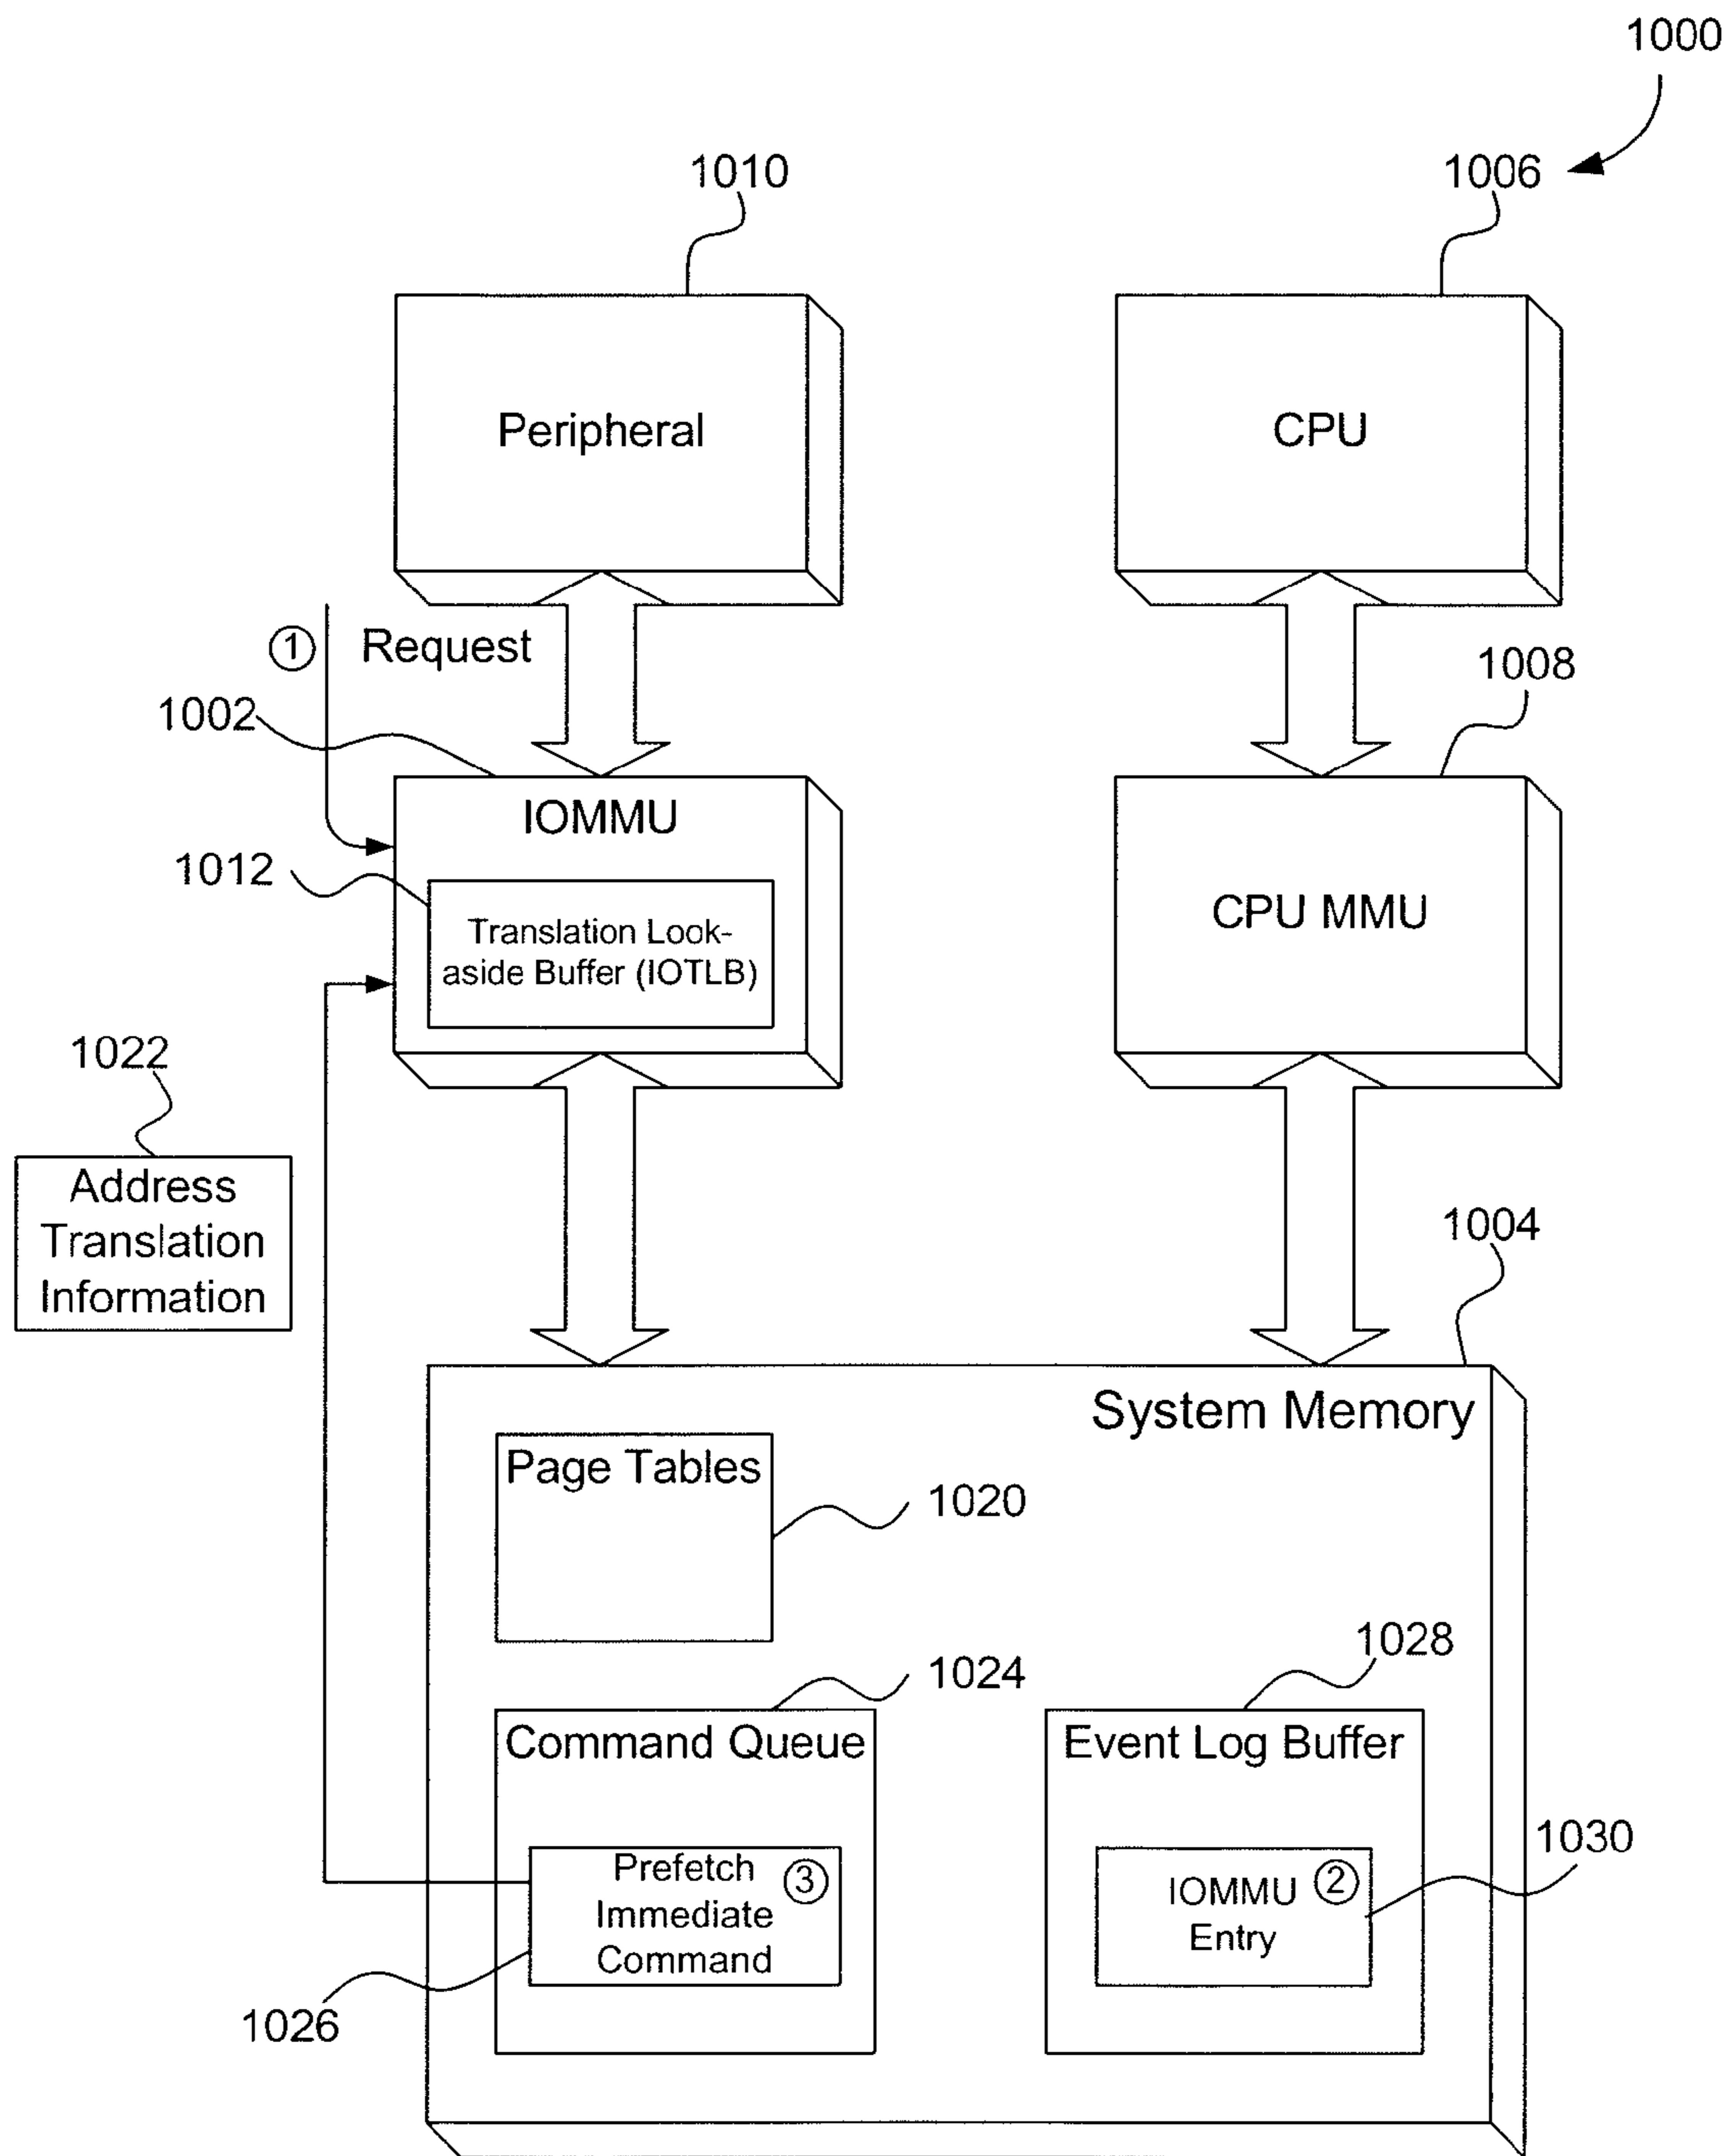 1000
1010
1006
Peripheral
CPU
① Request
1002
1008
IOMMU
1012
Translation Look-
aside Buffer (IOTLB)
CPU MMU
1022
Address
Translation
Information
1004
System Memory
Page Tables
1020
1024
1028
Command Queue
Event Log Buffer
Prefetch ③
Immediate
Command
IOMMU ②
Entry
1030
1026